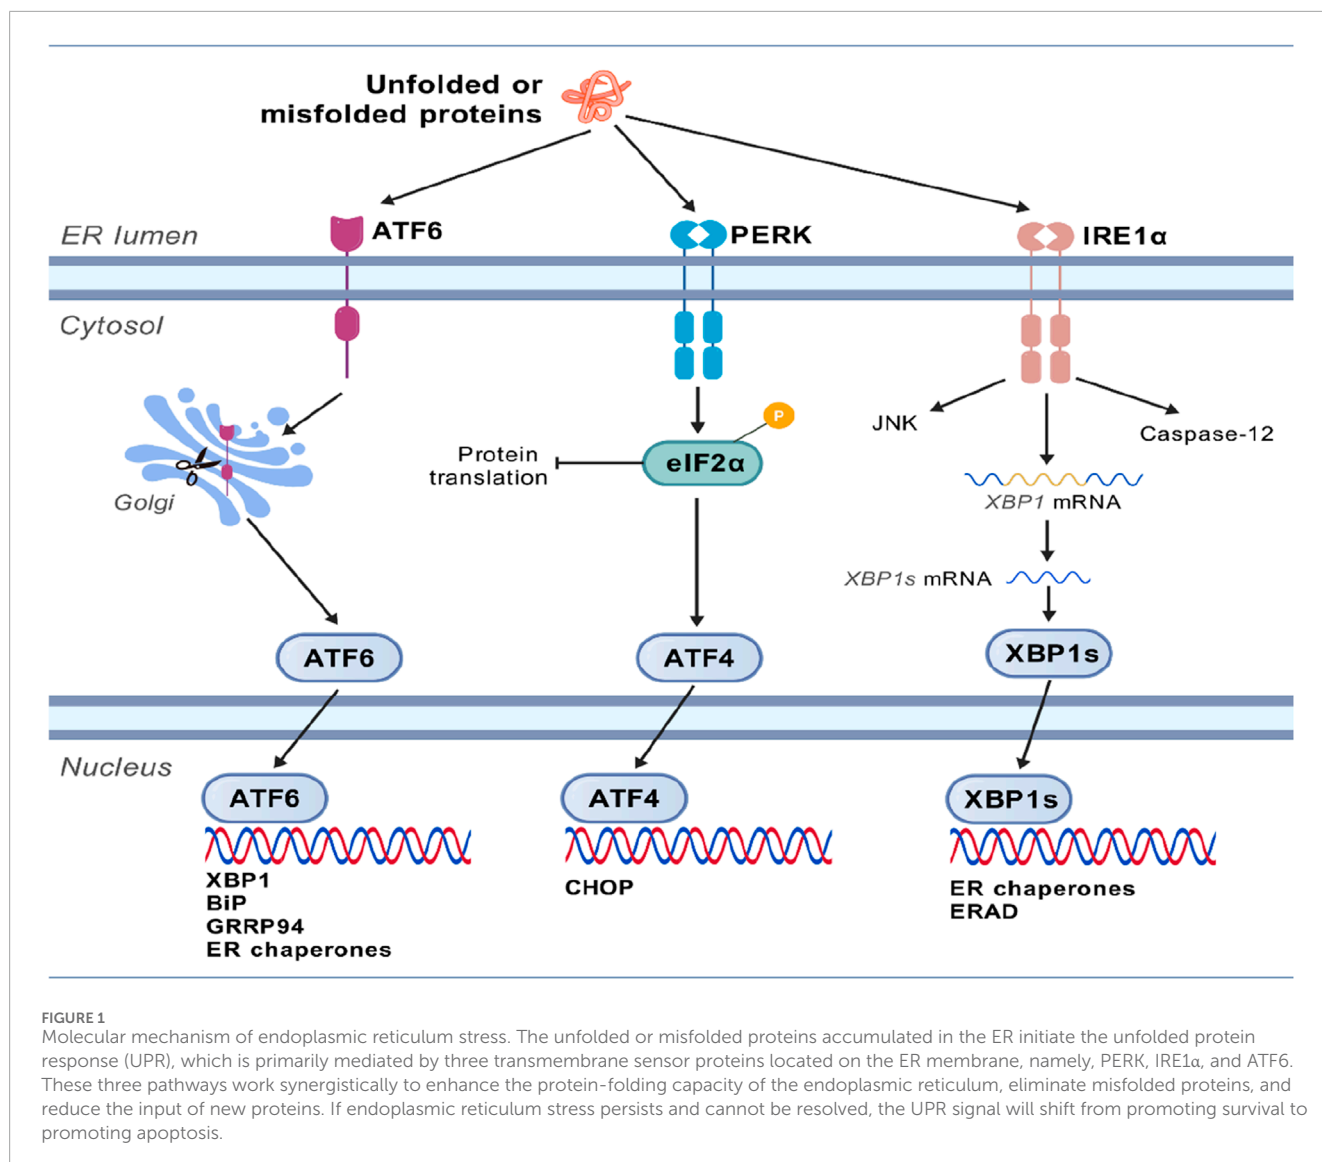 Unfolded or
misfolded proteins
ER lumen
ATF6
PERK
IRE1α
Cytosol
JNK
Caspase-12
P
Protein
translation
eIF2α
Golgi
XBP1 mRNA
XBP1s mRNA
ATF6
ATF4
XBP1s
Nucleus
ATF6
ATF4
XBP1s
XBP1
BiP
GRRP94
ER chaperones
CHOP
ER chaperones
ERAD
FIGURE 1
Molecular mechanism of endoplasmic reticulum stress. The unfolded or misfolded proteins accumulated in the ER initiate the unfolded protein
response (UPR), which is primarily mediated by three transmembrane sensor proteins located on the ER membrane, namely, PERK, IRE1α, and ATF6.
These three pathways work synergistically to enhance the protein-folding capacity of the endoplasmic reticulum, eliminate misfolded proteins, and
reduce the input of new proteins. If endoplasmic reticulum stress persists and cannot be resolved, the UPR signal will shift from promoting survival to
promoting apoptosis.